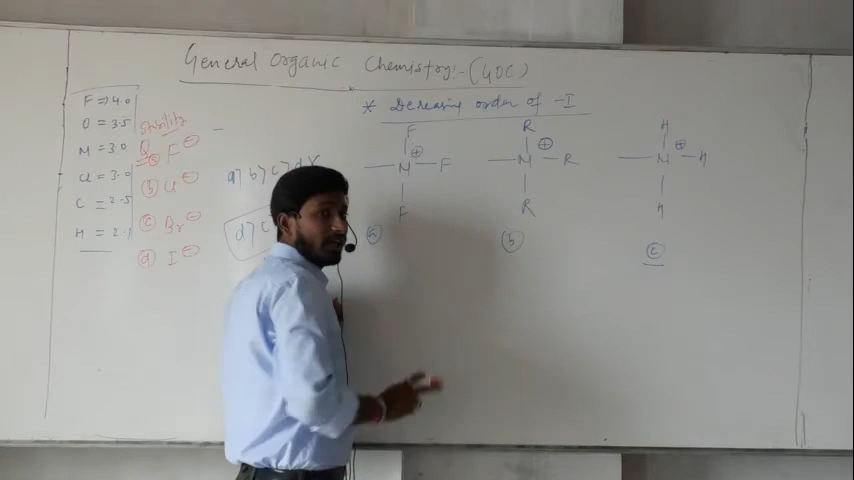 General Organic Chemistry:- (GOC)
* Decreasing order of -I
F => 4.0
O = 3.5
N = 3.0
Cl = 3.0
C = 2.5
H = 2.1
Stability
Q
ⓐ F⊖
ⓑ Cl⊖
ⓒ Br⊖
ⓓ I⊖
a > b > c > d X
d > c
F
— N⊕ — F
F
ⓐ
R
— N⊕ — R
R
ⓑ
H
— N⊕ — H
H
ⓒ